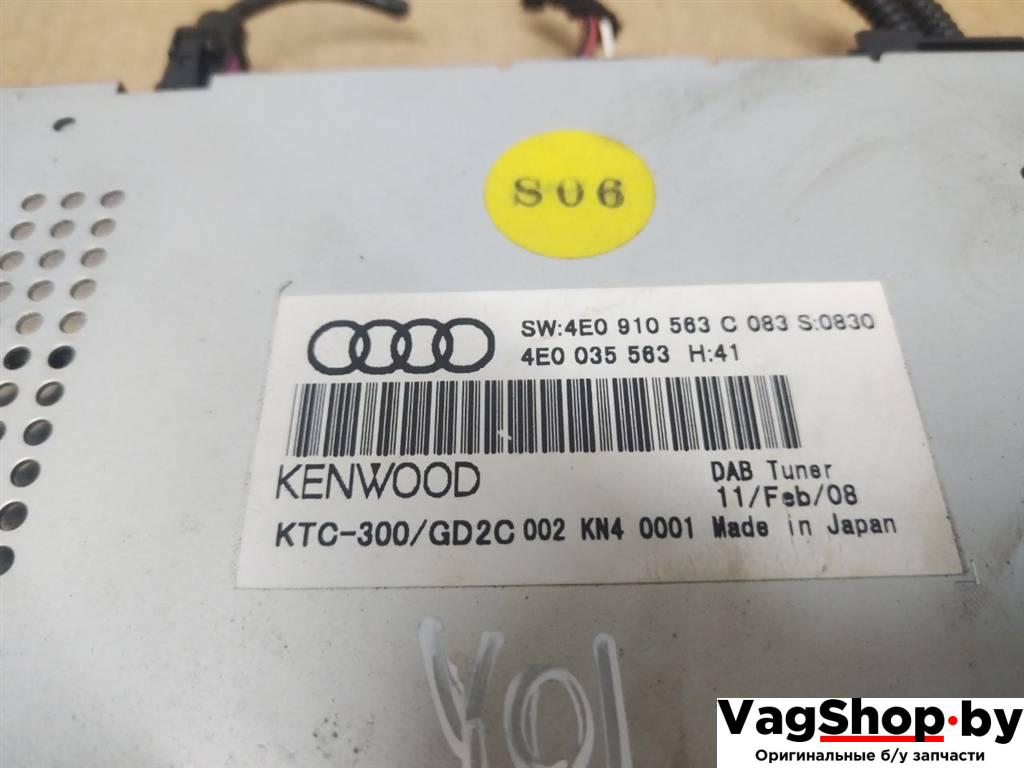 S06
SW:4E0 910 563 C 083 S:0830
4E0 035 563 H:41
KENWOOD
DAB Tuner
11/Feb/08
KTC-300/GD2C 002 KN4 0001 Made in Japan
VagShop.by
Оригинальные б/у запчасти